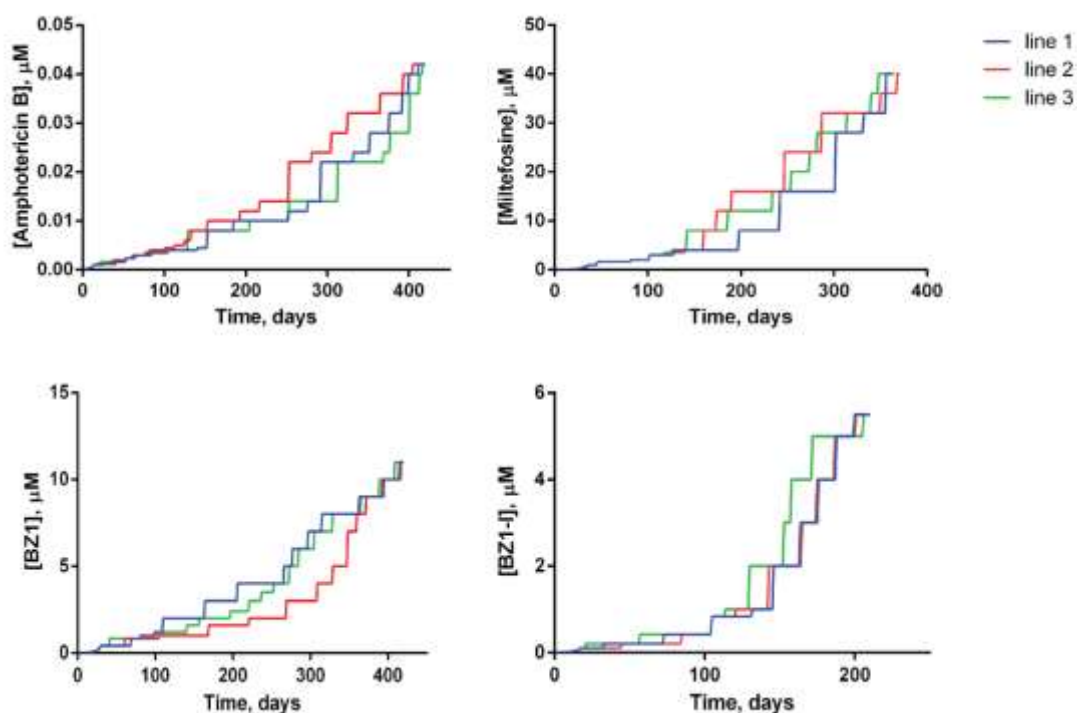 [Amphotericin B], μM
0.05
0.04
0.03
0.02
0.01
0.00
0 100 200 300 400
Time, days
[Miltefosine], μM
50
40
30
20
10
0
0 100 200 300 400
Time, days
line 1
line 2
line 3
[BZ1], μM
15
10
5
0
0 100 200 300 400
Time, days
[BZ1-I], μM
6
4
2
0
0 100 200
Time, days